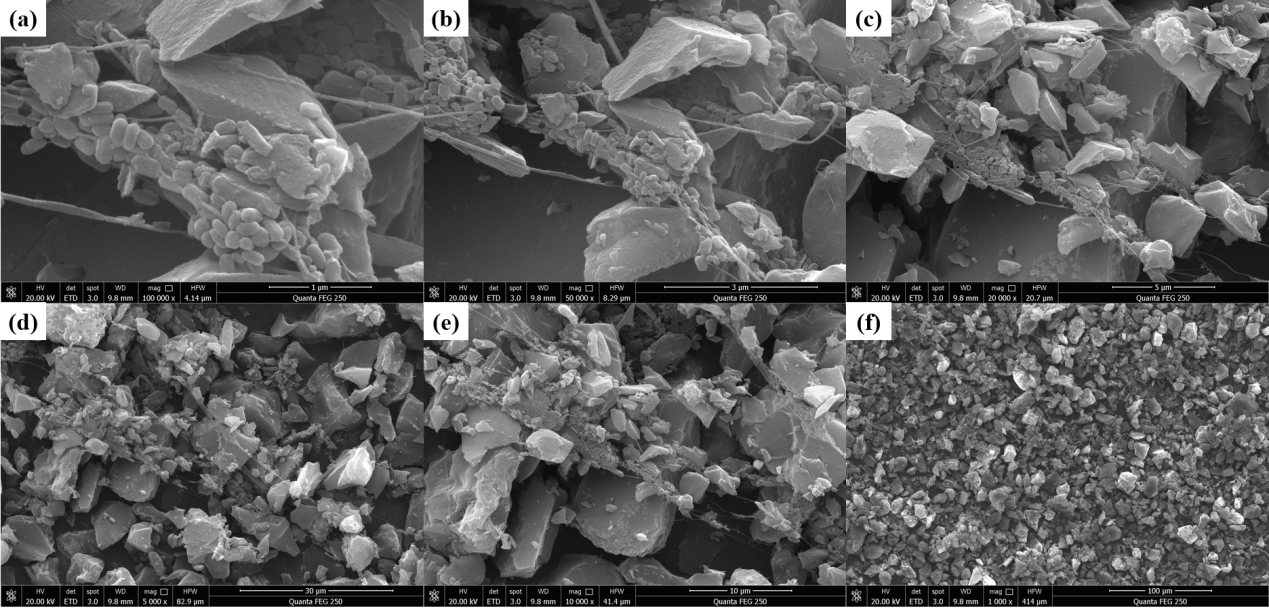 (a)
HV det spot WD mag HFW 1 µm
20.00 kV ETD 3.0 9.8 mm 100 000 x 4.14 µm Quanta FEG 250
(b)
HV det spot WD mag HFW 3 µm
20.00 kV ETD 3.0 9.8 mm 50 000 x 8.29 µm Quanta FEG 250
(c)
HV det spot WD mag HFW 5 µm
20.00 kV ETD 3.0 9.8 mm 20 000 x 20.7 µm Quanta FEG 250
(d)
HV det spot WD mag HFW 30 µm
20.00 kV ETD 3.0 9.8 mm 5 000 x 82.9 µm Quanta FEG 250
(e)
HV det spot WD mag HFW 10 µm
20.00 kV ETD 3.0 9.8 mm 10 000 x 41.4 µm Quanta FEG 250
(f)
HV det spot WD mag HFW 100 µm
20.00 kV ETD 3.0 9.8 mm 1 000 x 414 µm Quanta FEG 250